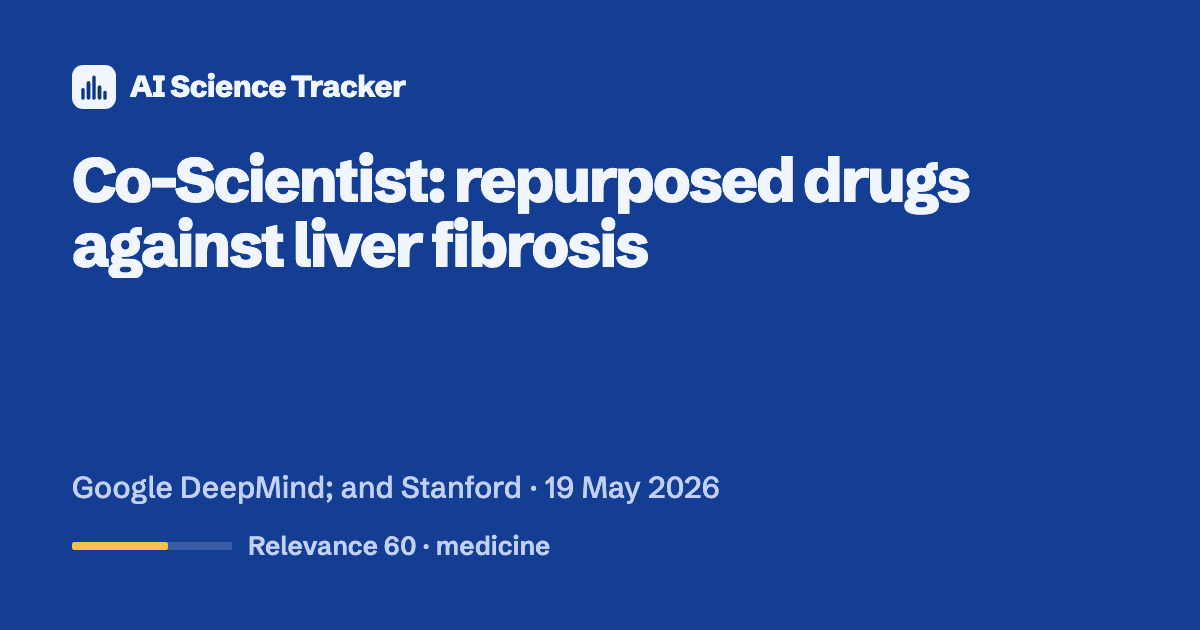 AI Science Tracker
Co-Scientist: repurposed drugs
against liver fibrosis
Google DeepMind; and Stanford · 19 May 2026
Relevance 60 · medicine